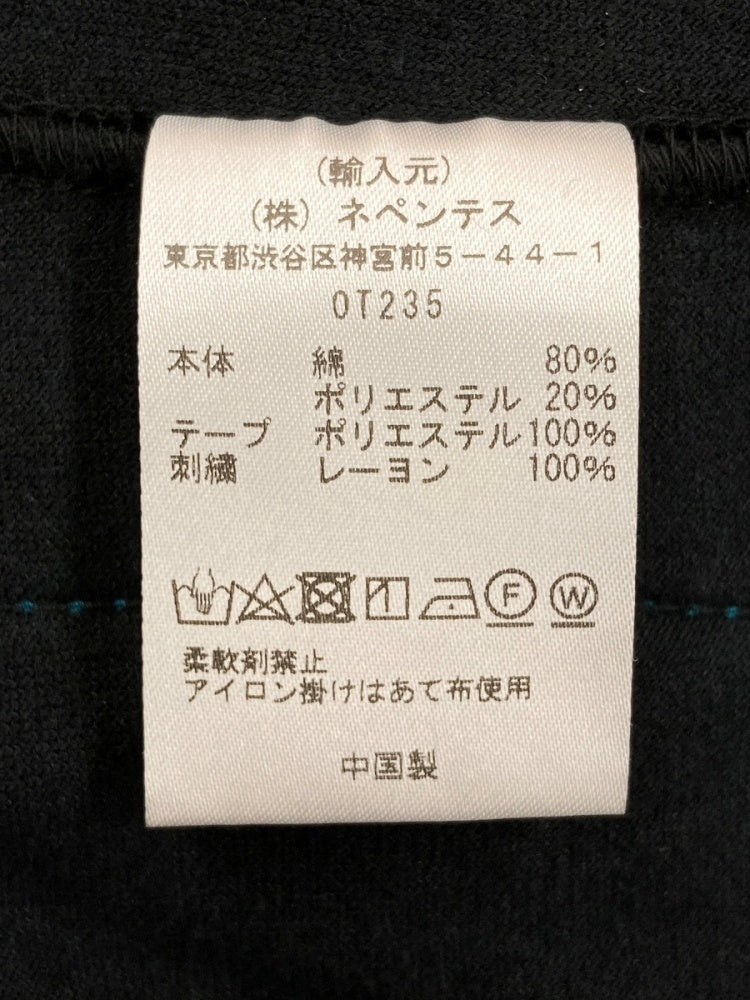 (輸入元)
(株) ネペンテス
東京都渋谷区神宮前5-44-1
OT235
本体 綿 80%
ポリエステル 20%
テープ ポリエステル100%
刺繍 レーヨン 100%
F W
柔軟剤禁止
アイロン掛けはあて布使用
中国製